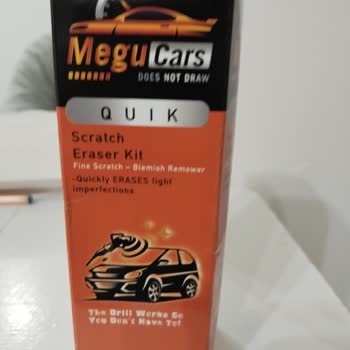 MeguCars
DOES NOT DRAW
QUIK
Scratch
Eraser Kit
Fine Scratch - Blemish Remower
-Quickly ERASES light
imperfections
The Drill Works So
You Don't Have To!